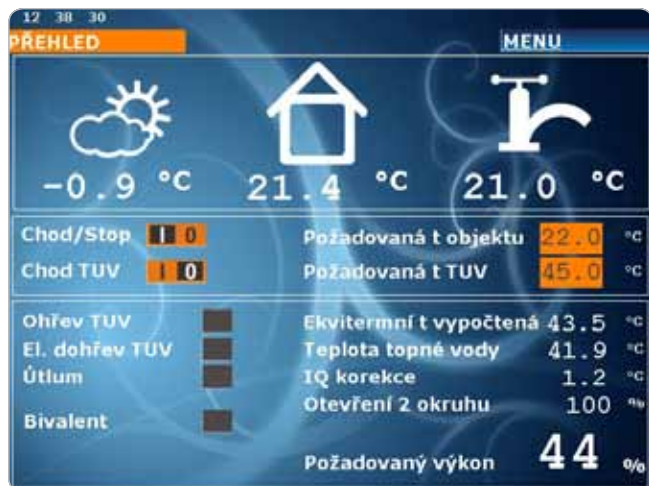 12 38 30
PŘEHLED MENU
-0.9 °C 21.4 °C 21.0 °C
Chod/Stop I 0 Požadovaná t objektu 22.0 °C
Chod TUV I 0 Požadovaná t TUV 45.0 °C
Ohřev TUV Ekvitermní t vypočtená 43.5 °C
El. dohřev TUV Teplota topné vody 41.9 °C
Útlum IQ korekce 1.2 °C
Otevření 2 okruhu 100 %
Bivalent
Požadovaný výkon 44 %